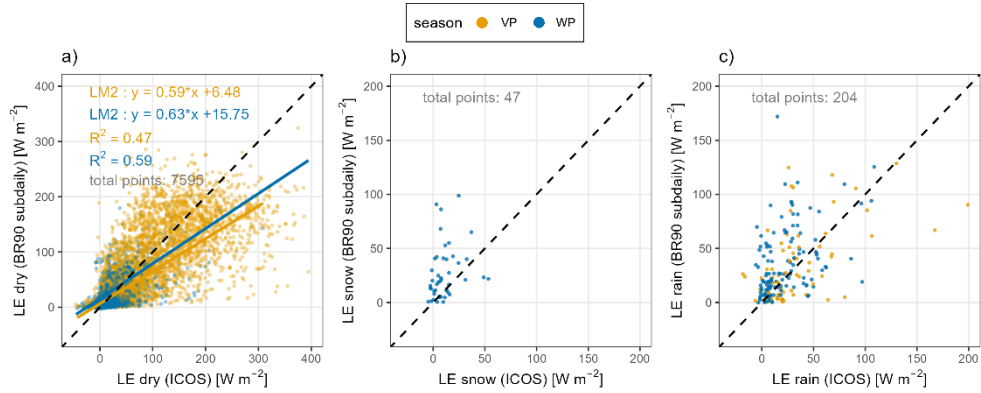 season VP WP
a)
LM2 : y = 0.59*x +6.48
LM2 : y = 0.63*x +15.75
R² = 0.47
R² = 0.59
total points: 7595
400
300
200
100
0
LE dry (BR90 subdaily) [W m⁻²]
0 100 200 300 400
LE dry (ICOS) [W m⁻²]
b)
total points: 47
200
150
100
50
0
LE snow (BR90 subdaily) [W m⁻²]
0 50 100 150 200
LE snow (ICOS) [W m⁻²]
c)
total points: 204
200
150
100
50
0
LE rain (BR90 subdaily) [W m⁻²]
0 50 100 150 200
LE rain (ICOS) [W m⁻²]